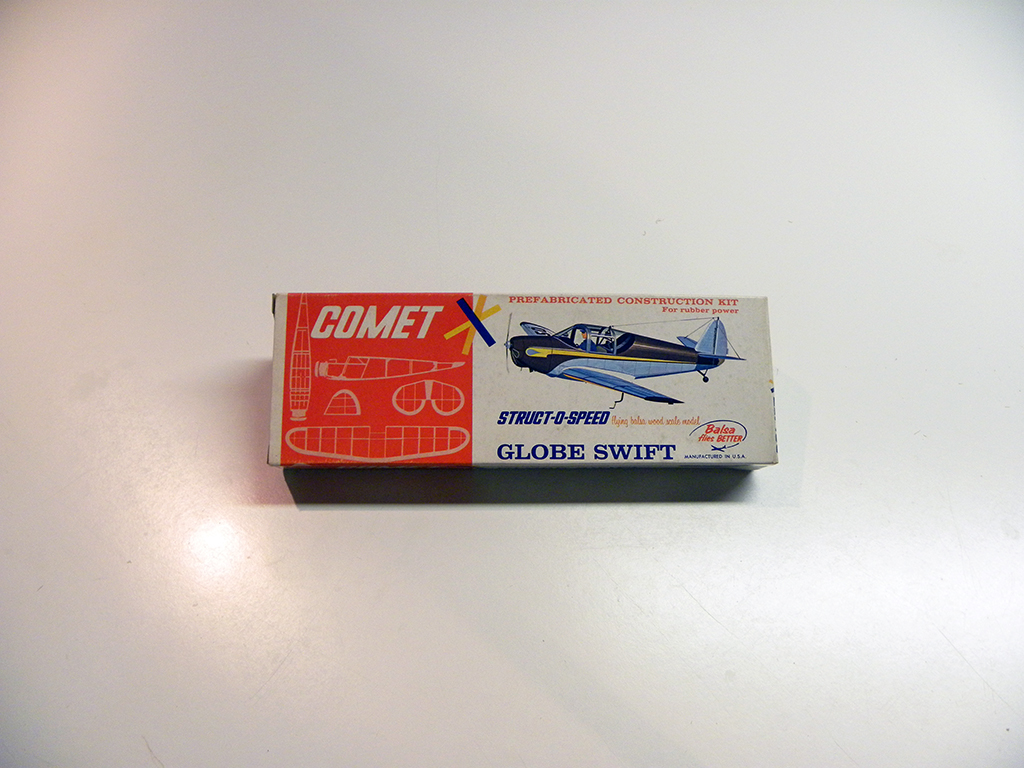 COMET
PREFABRICATED CONSTRUCTION KIT
For rubber power
STRUCT-O-SPEED flying balsa wood scale model
Balsa
flies BETTER
GLOBE SWIFT
MANUFACTURED IN U.S.A.